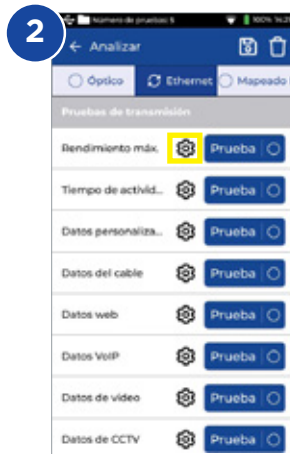 2
Número de pruebas: 5
100% 14:21
← Analizar
Óptico
Ethernet
Mapeado
Pruebas de transmisión
Rendimiento máx.
Prueba
Tiempo de activid...
Prueba
Datos personaliza...
Prueba
Datos del cable
Prueba
Datos web
Prueba
Datos VoIP
Prueba
Datos de vídeo
Prueba
Datos de CCTV
Prueba